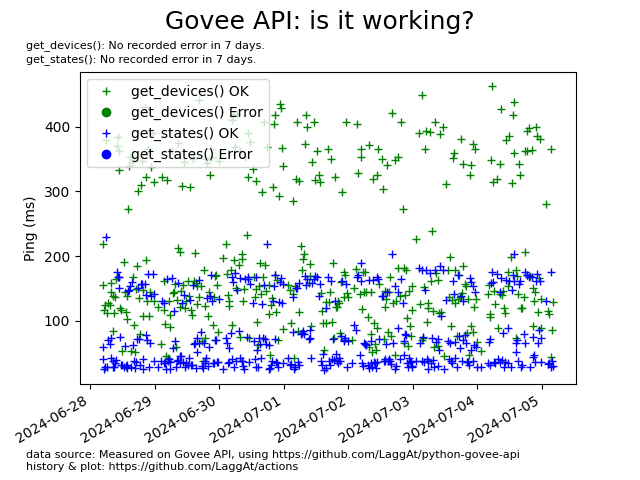 Govee API: is it working?
get_devices(): No recorded error in 7 days.
get_states(): No recorded error in 7 days.
get_devices() OK
get_devices() Error
get_states() OK
get_states() Error
Ping (ms)
400
300
200
100
2024-06-28
2024-06-29
2024-06-30
2024-07-01
2024-07-02
2024-07-03
2024-07-04
2024-07-05
data source: Measured on Govee API, using https://github.com/LaggAt/python-govee-api
history & plot: https://github.com/LaggAt/actions